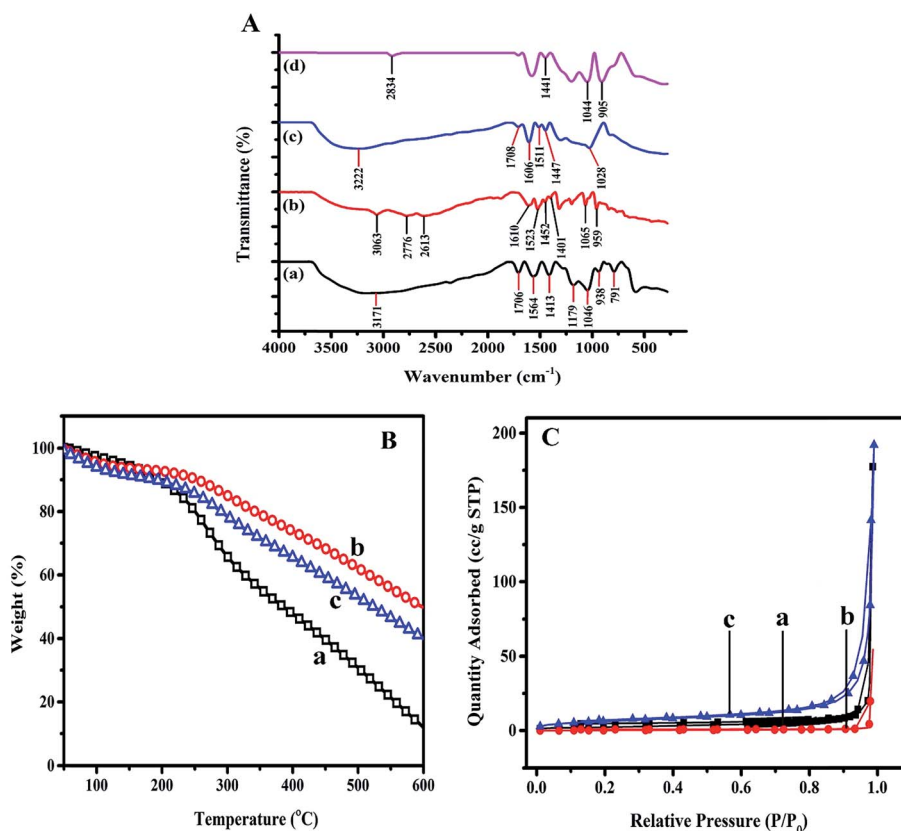 A
(d)
2834
1441
1044
905
(c)
3222
1708
1606
1511
1447
1028
(b)
3063
2776
2613
1610
1523
1452
1401
1065
959
(a)
3171
1706
1564
1413
1179
1046
938
791
Transmittance (%)
4000 3500 3000 2500 2000 1500 1000 500
Wavenumber (cm⁻¹)
B
100
80
60
40
20
0
b
c
a
Weight (%)
100 200 300 400 500 600
Temperature (°C)
C
200
150
100
50
0
c a b
Quantity Adsorbed (cc/g STP)
0.0 0.2 0.4 0.6 0.8 1.0
Relative Pressure (P/P₀)